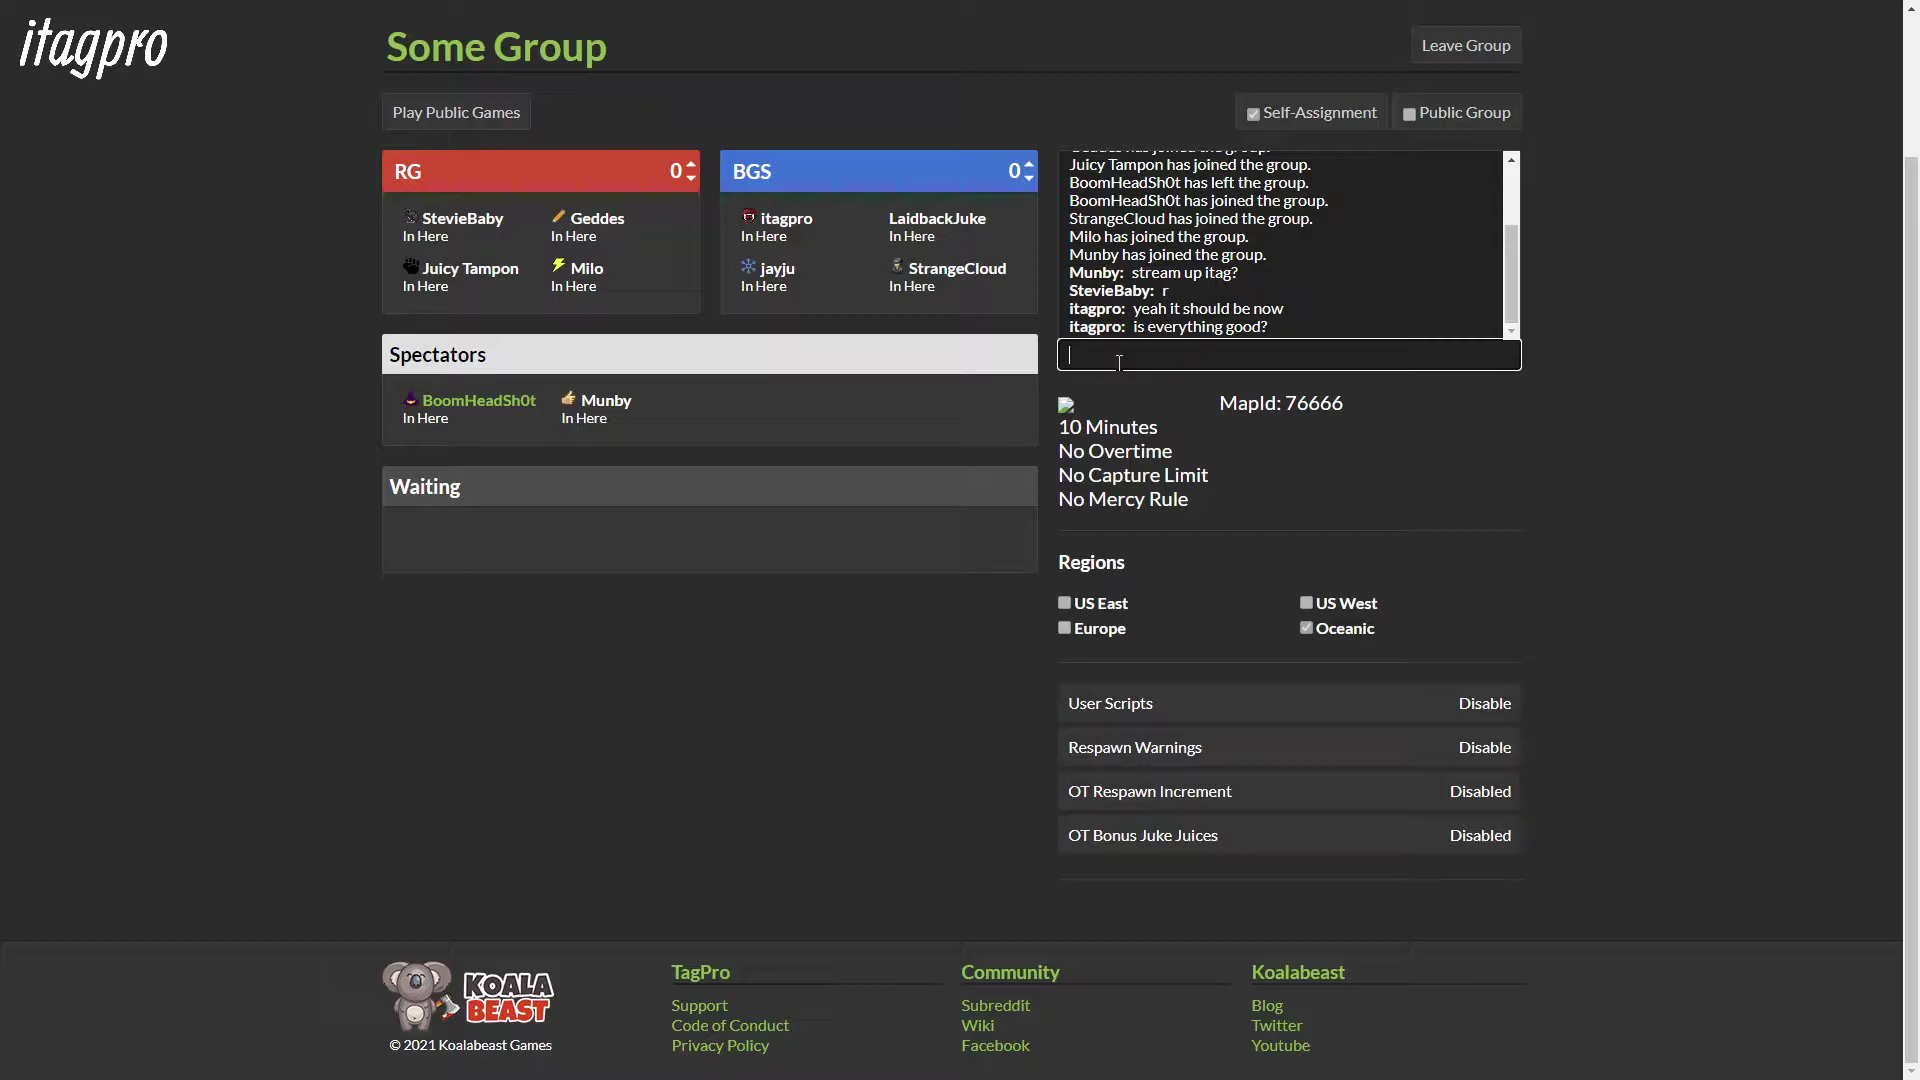 itagpro
Some Group
Leave Group
Play Public Games
Self-Assignment
Public Group
RG
0
BGS
0
StevieBaby
In Here
Geddes
In Here
Juicy Tampon
In Here
Milo
In Here
itagpro
In Here
LaidbackJuke
In Here
jayju
In Here
StrangeCloud
In Here
Spectators
BoomHeadSh0t
In Here
Munby
In Here
Waiting
Geddes has joined the group.
Juicy Tampon has joined the group.
BoomHeadSh0t has left the group.
BoomHeadSh0t has joined the group.
StrangeCloud has joined the group.
Milo has joined the group.
Munby has joined the group.
Munby: stream up itag?
StevieBaby: r
itagpro: yeah it should be now
itagpro: is everything good?
MapId: 76666
10 Minutes
No Overtime
No Capture Limit
No Mercy Rule
Regions
US East
US West
Europe
Oceanic
User Scripts Disable
Respawn Warnings Disable
OT Respawn Increment Disabled
OT Bonus Juke Juices Disabled
KOALA
BEAST
© 2021 Koalabeast Games
TagPro
Support
Code of Conduct
Privacy Policy
Community
Subreddit
Wiki
Facebook
Koalabeast
Blog
Twitter
Youtube